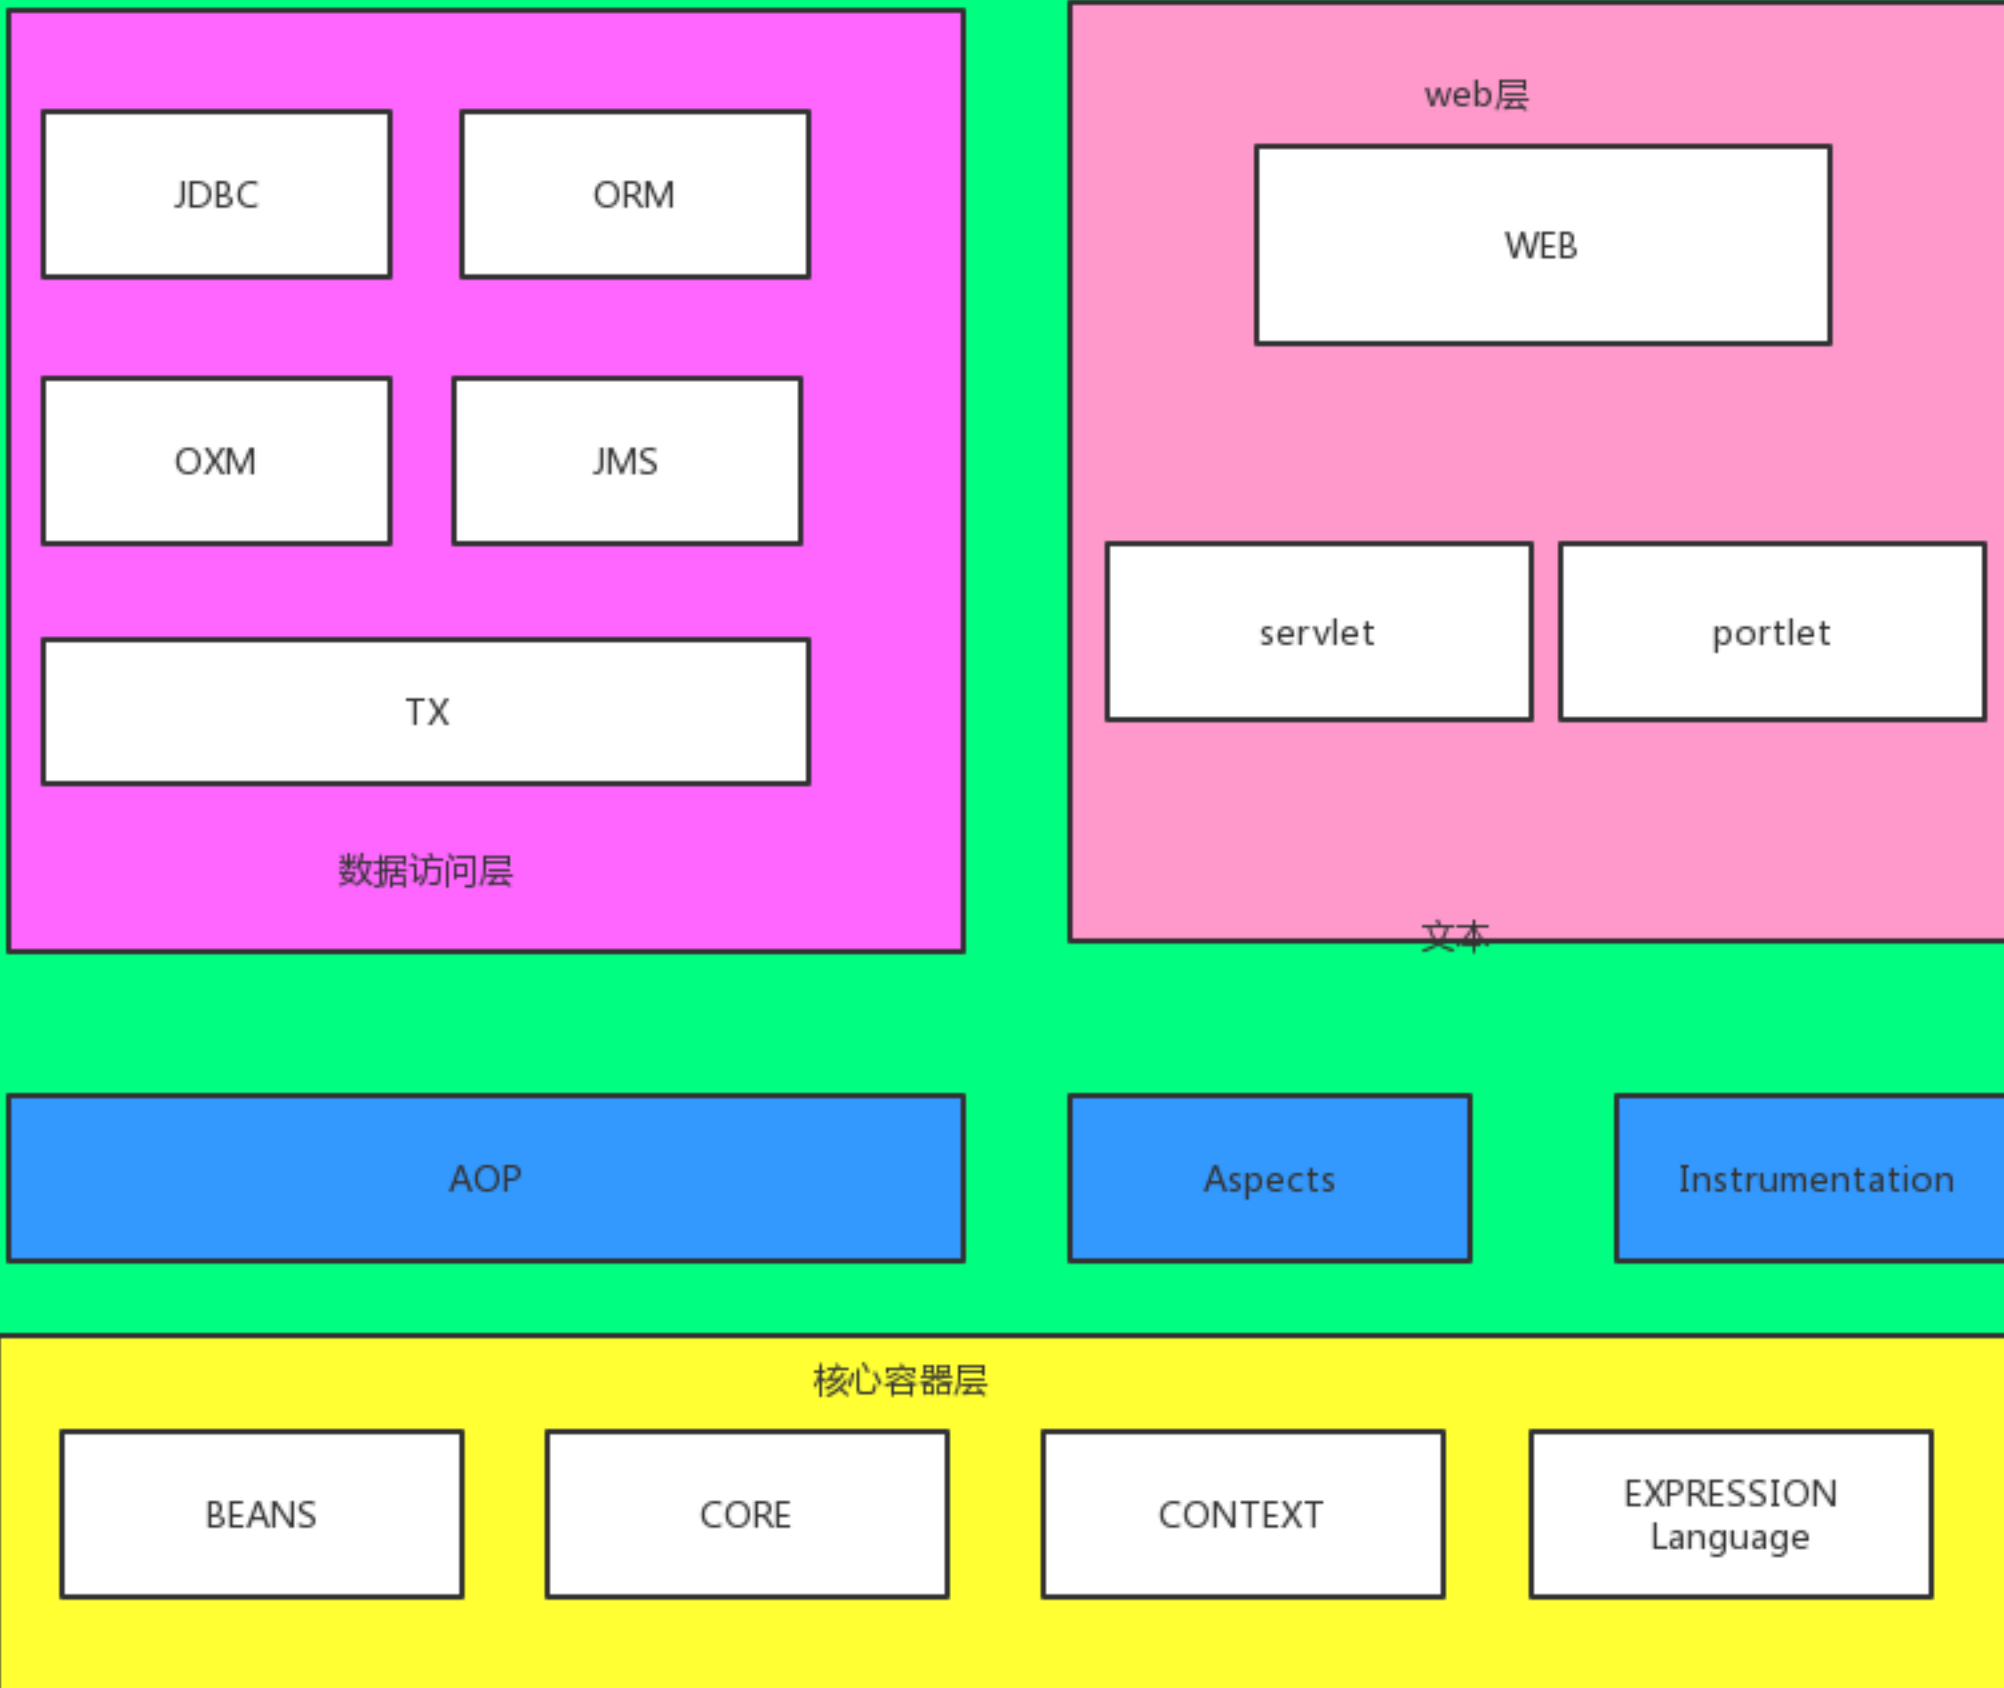 JDBC
ORM
OXM
JMS
TX
数据访问层
web层
WEB
servlet
portlet
文本
AOP
Aspects
Instrumentation
核心容器层
BEANS
CORE
CONTEXT
EXPRESSION
Language